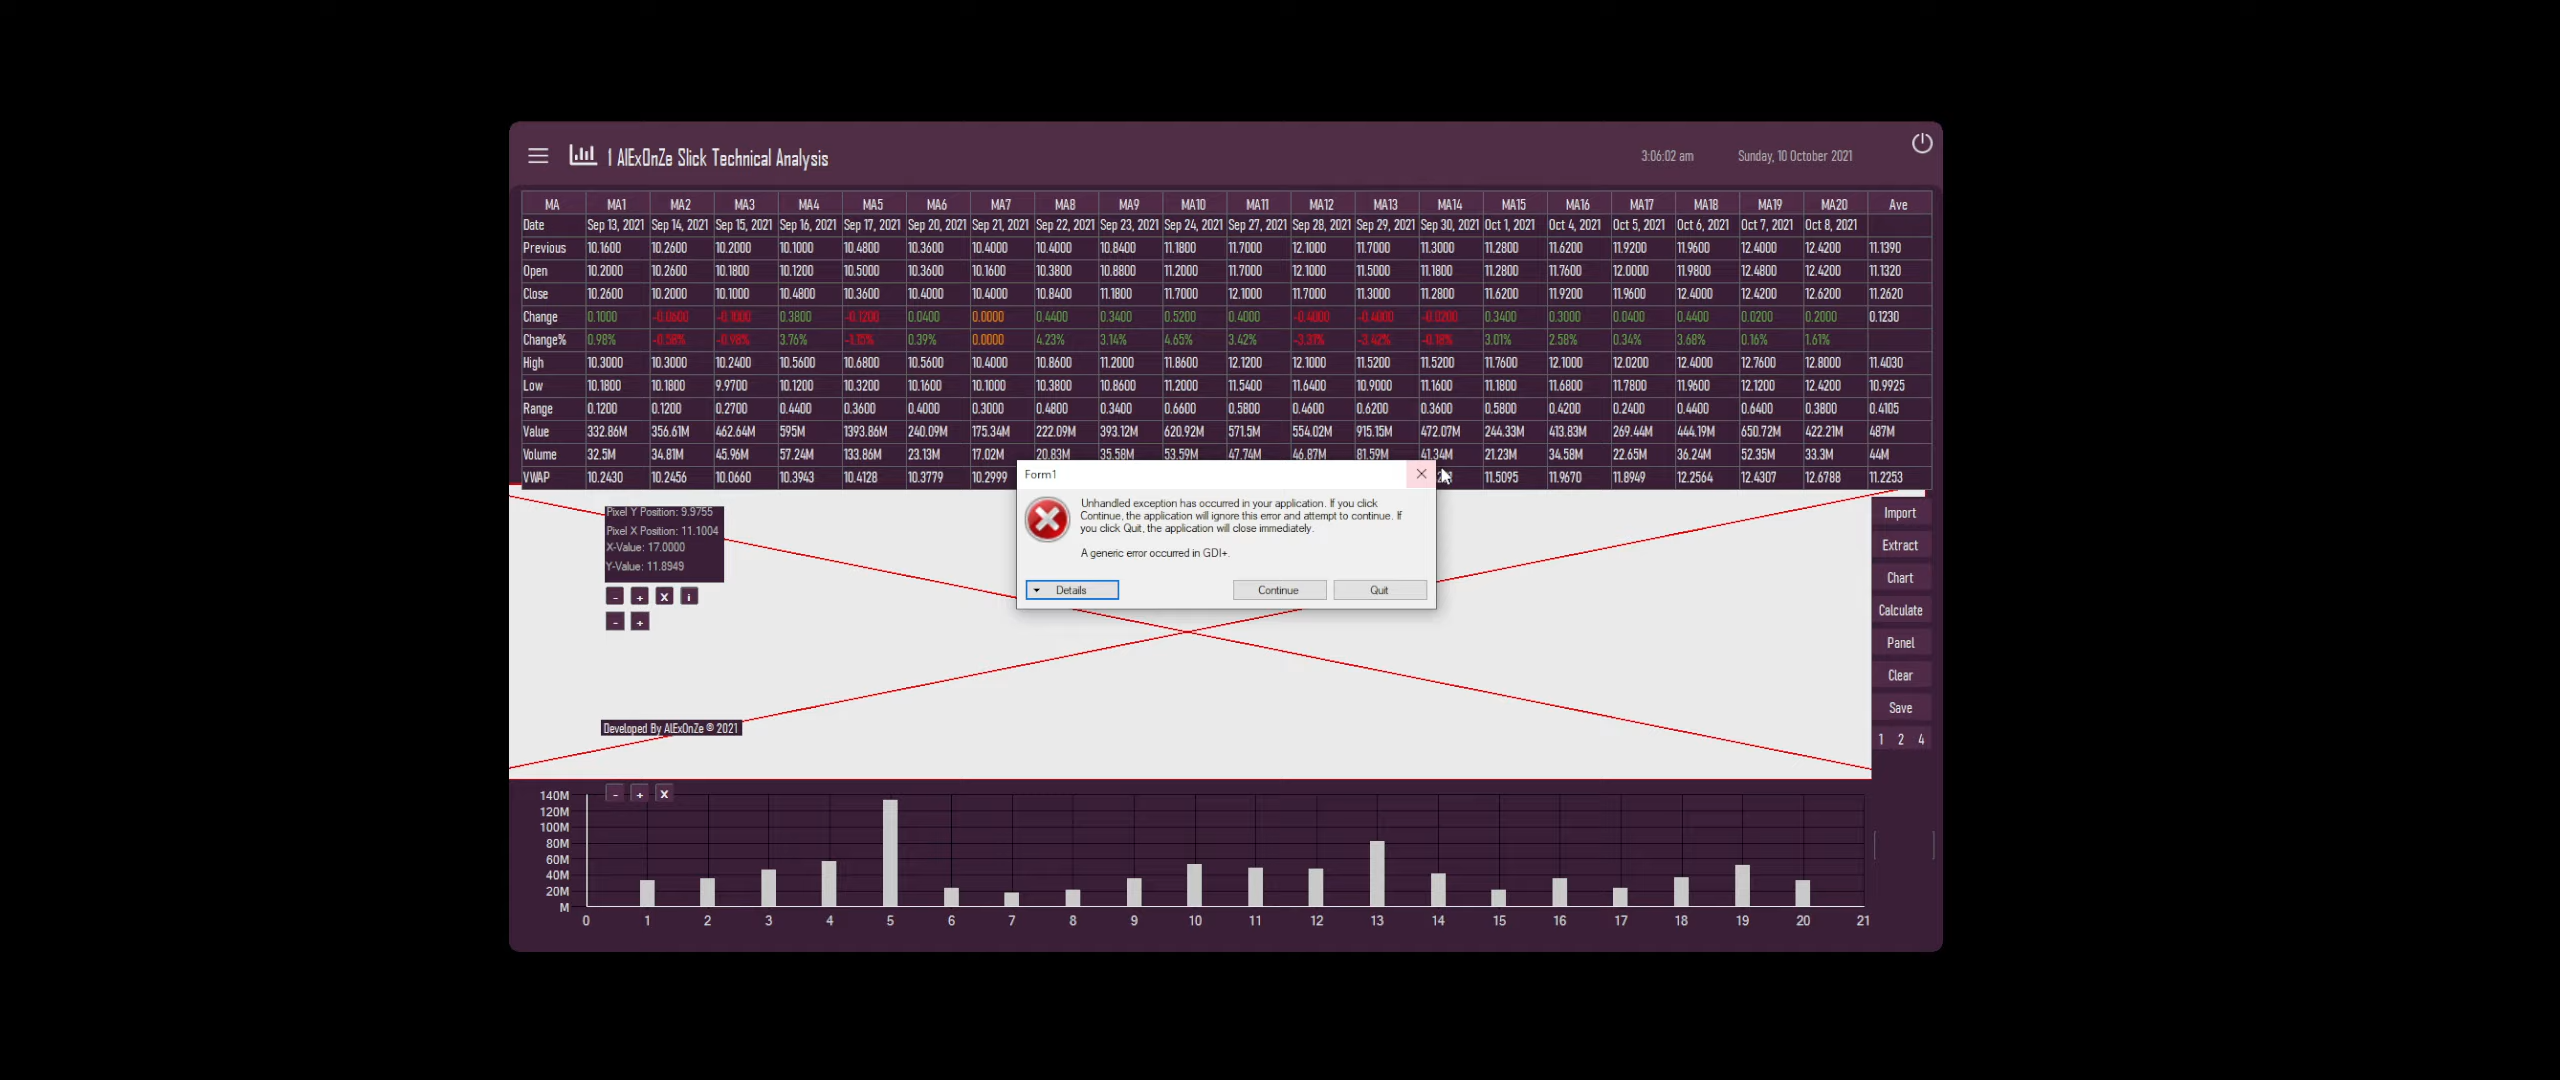 1 AlExOnZe Slick Technical Analysis 3:06:02 am Sunday, 10 October 2021
MA MA1 MA2 MA3 MA4 MA5 MA6 MA7 MA8 MA9 MA10 MA11 MA12 MA13 MA14 MA15 MA16 MA17 MA18 MA19 MA20 Ave
Date Sep 13, 2021 Sep 14, 2021 Sep 15, 2021 Sep 16, 2021 Sep 17, 2021 Sep 20, 2021 Sep 21, 2021 Sep 22, 2021 Sep 23, 2021 Sep 24, 2021 Sep 27, 2021 Sep 28, 2021 Sep 29, 2021 Sep 30, 2021 Oct 1, 2021 Oct 4, 2021 Oct 5, 2021 Oct 6, 2021 Oct 7, 2021 Oct 8, 2021
Previous 10.1600 10.2600 10.2000 10.1000 10.4800 10.3600 10.4000 10.4000 10.8400 11.1800 11.7000 12.1000 11.7000 11.3000 11.2800 11.6200 11.9200 11.9600 12.4000 12.4200 11.1390
Open 10.2000 10.2600 10.1800 10.1200 10.5000 10.3600 10.1600 10.3800 10.8800 11.2000 11.7000 12.1000 11.5000 11.1800 11.2800 11.7600 12.0000 11.9800 12.4800 12.4200 11.1320
Close 10.2600 10.2000 10.1000 10.4800 10.3600 10.4000 10.4000 10.8400 11.1800 11.7000 12.1000 11.7000 11.3000 11.2800 11.6200 11.9200 11.9600 12.4000 12.4200 12.6200 11.2620
Change 0.1000 -0.0600 -0.1000 0.3800 -0.1200 0.0400 0.0000 0.4400 0.3400 0.5200 0.4000 -0.4000 -0.4000 -0.0200 0.3400 0.3000 0.0400 0.4400 0.0200 0.2000 0.1230
Change% 0.98% -0.58% -0.98% 3.76% -1.15% 0.39% 0.0000 4.23% 3.14% 4.65% 3.42% -3.31% -3.42% -0.18% 3.01% 2.58% 0.34% 3.68% 0.16% 1.61%
High 10.3000 10.3000 10.2400 10.5600 10.6800 10.5600 10.4000 10.8600 11.2000 11.8600 12.1200 12.1000 11.5200 11.5200 11.7600 12.1000 12.0200 12.4000 12.7600 12.8000 11.4030
Low 10.1800 10.1800 9.9700 10.1200 10.3200 10.1600 10.1000 10.3800 10.8600 11.2000 11.5400 11.6400 10.9000 11.1600 11.1800 11.6800 11.7800 11.9600 12.1200 12.4200 10.9925
Range 0.1200 0.1200 0.2700 0.4400 0.3600 0.4000 0.3000 0.4800 0.3400 0.6600 0.5800 0.4600 0.6200 0.3600 0.5800 0.4200 0.2400 0.4400 0.6400 0.3800 0.4105
Value 332.86M 356.61M 462.64M 595M 1393.86M 240.09M 175.34M 222.09M 393.12M 620.92M 571.5M 554.02M 915.15M 472.07M 244.33M 413.83M 269.44M 444.19M 650.72M 422.21M 487M
Volume 32.5M 34.81M 45.96M 57.24M 133.86M 23.13M 17.02M 20.83M 35.58M 53.59M 47.74M 46.87M 81.59M 41.34M 21.23M 34.58M 22.65M 36.24M 52.35M 33.3M 44M
VWAP 10.2430 10.2456 10.0660 10.3943 10.4128 10.3779 10.2999 11.5095 11.9670 11.8949 12.2564 12.4307 12.6788 11.2253
Form1
Unhandled exception has occurred in your application. If you click
Continue, the application will ignore this error and attempt to continue. If
you click Quit, the application will close immediately.
A generic error occurred in GDI+.
Details Continue Quit
Pixel Y Position: 9.9755
Pixel X Position: 11.1004
X-Value: 17.0000
Y-Value: 11.8949
- + X i
- +
Developed By AlExOnZe © 2021
Import
Extract
Chart
Calculate
Panel
Clear
Save
1 2 4
- + X
140M
120M
100M
80M
60M
40M
20M
M
0 1 2 3 4 5 6 7 8 9 10 11 12 13 14 15 16 17 18 19 20 21